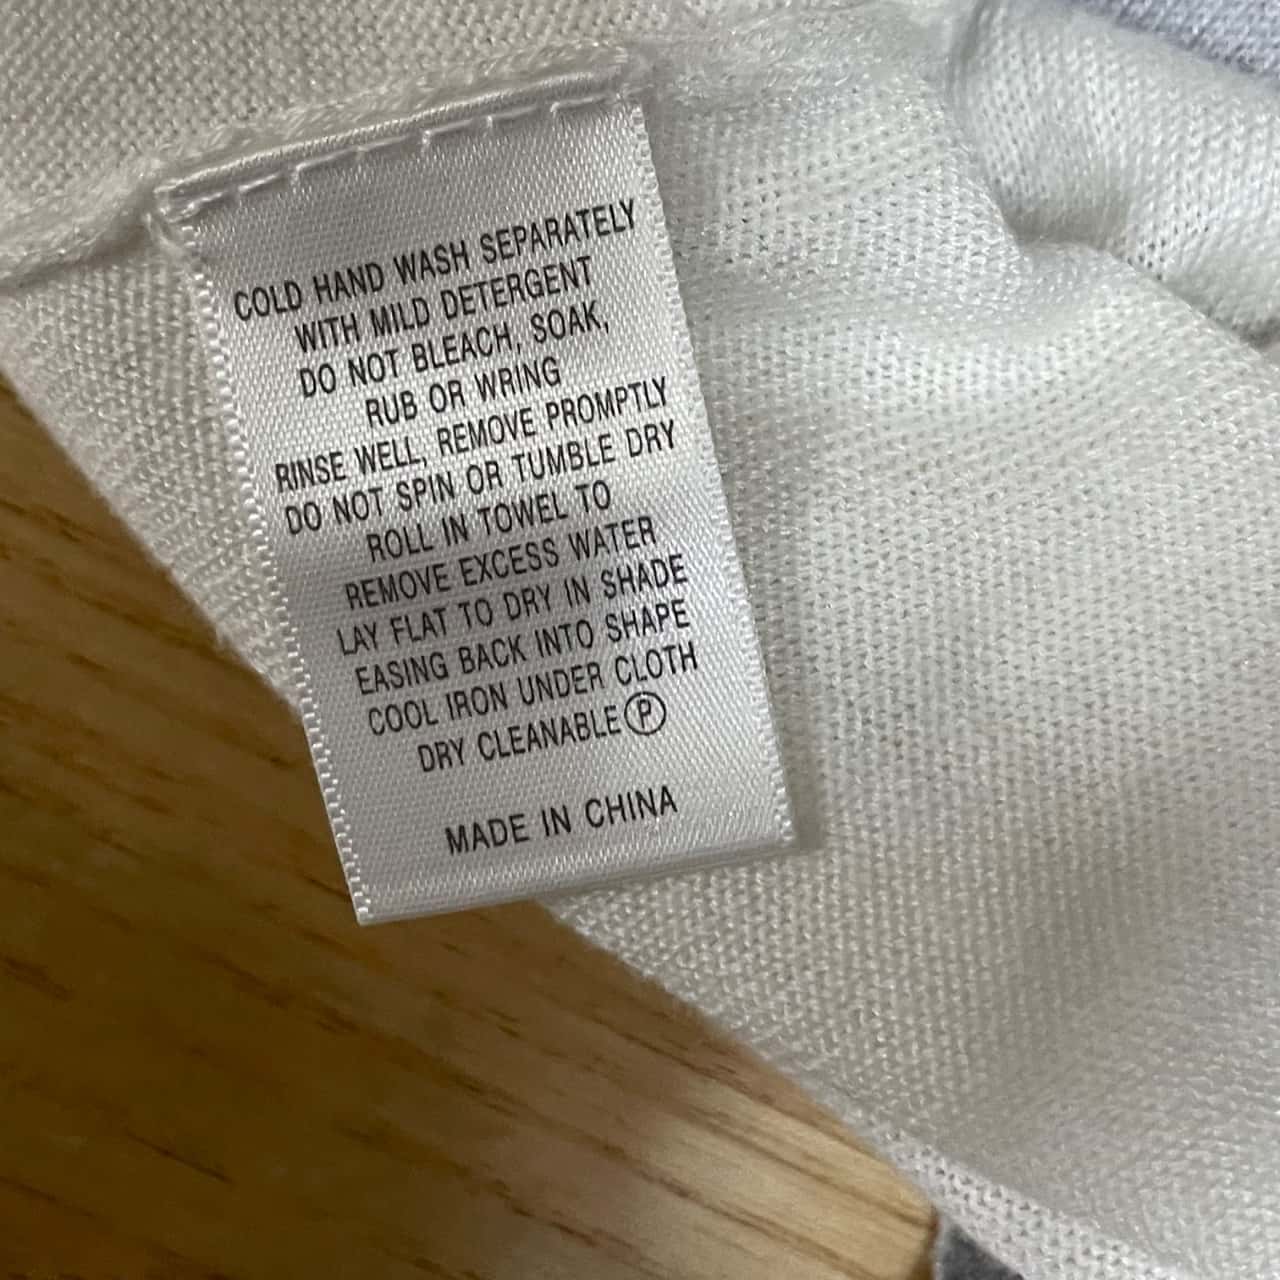 COLD HAND WASH SEPARATELY
WITH MILD DETERGENT
DO NOT BLEACH, SOAK,
RUB OR WRING
RINSE WELL, REMOVE PROMPTLY
DO NOT SPIN OR TUMBLE DRY
ROLL IN TOWEL TO
REMOVE EXCESS WATER
LAY FLAT TO DRY IN SHADE
EASING BACK INTO SHAPE
COOL IRON UNDER CLOTH
DRY CLEANABLE Ⓟ
MADE IN CHINA